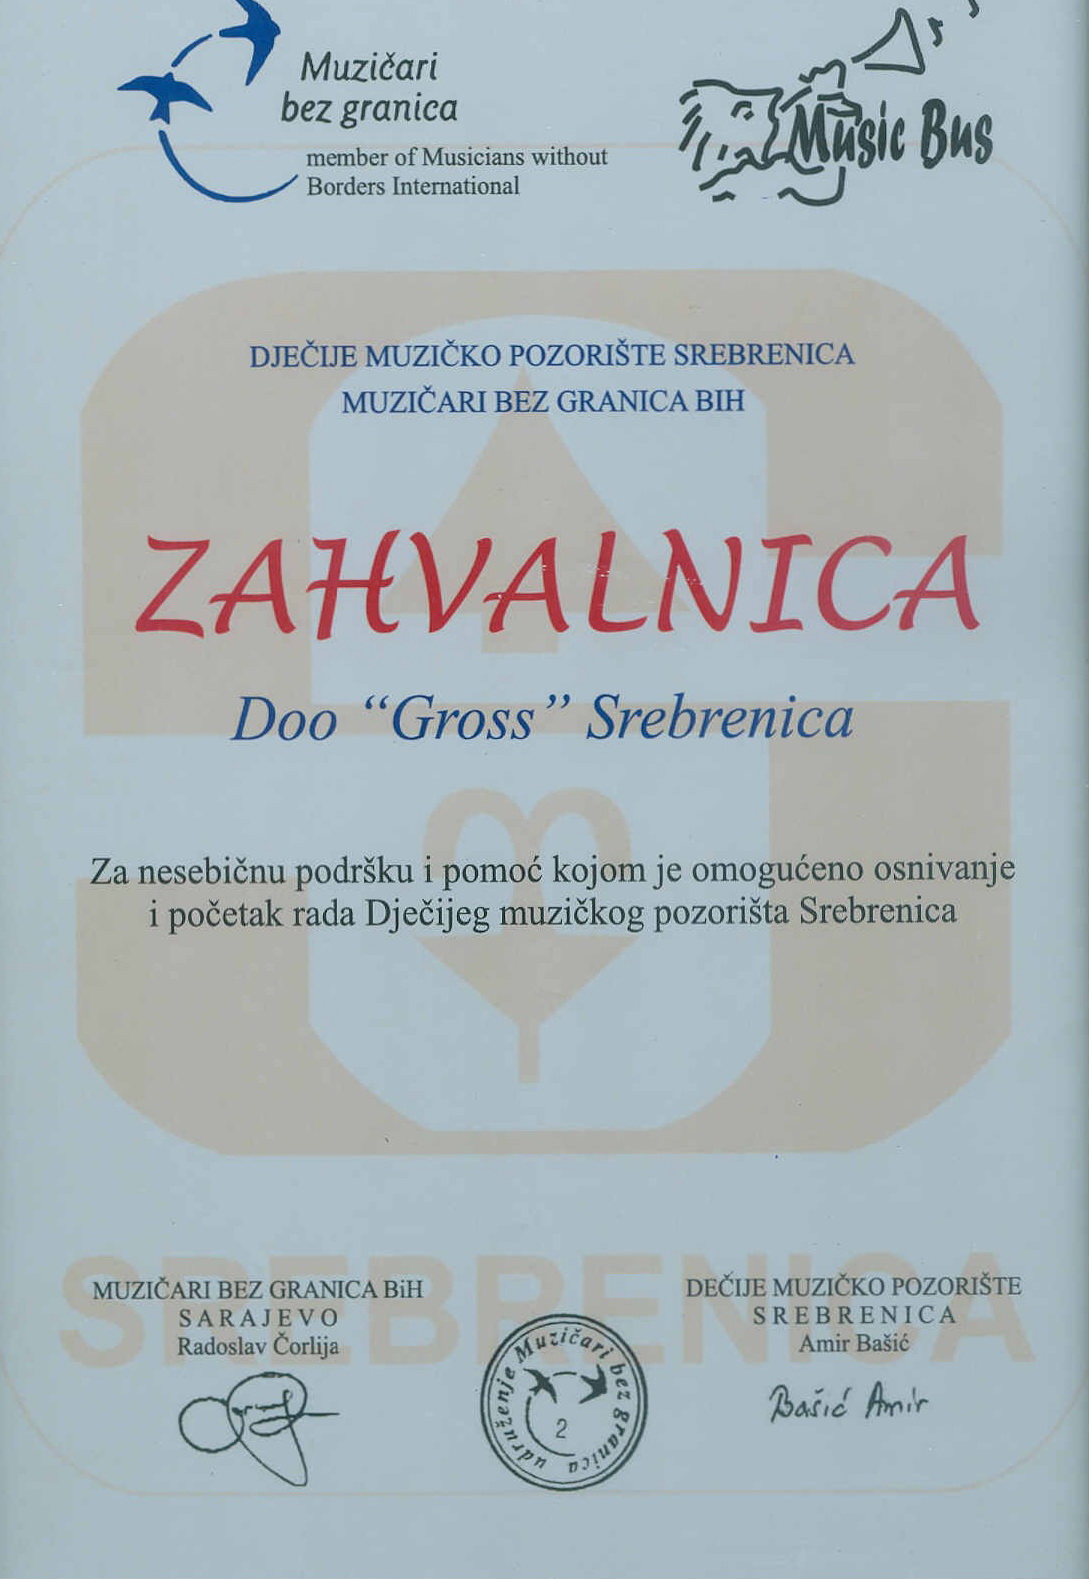 Muzičari
bez granica
member of Musicians without
Borders International
Music Bus
DJEČIJE MUZIČKO POZORIŠTE SREBRENICA
MUZIČARI BEZ GRANICA BIH
ZAHVALNICA
Doo “Gross” Srebrenica
Za nesebičnu podršku i pomoć kojom je omogućeno osnivanje
i početak rada Dječijeg muzičkog pozorišta Srebrenica
SREBRENICA
MUZIČARI BEZ GRANICA BiH
SARAJEVO
Radoslav Čorlija
DEČIJE MUZIČKO POZORIŠTE
SREBRENICA
Amir Bašić
Bašić Amir
udruženje Muzičari bez granica
2